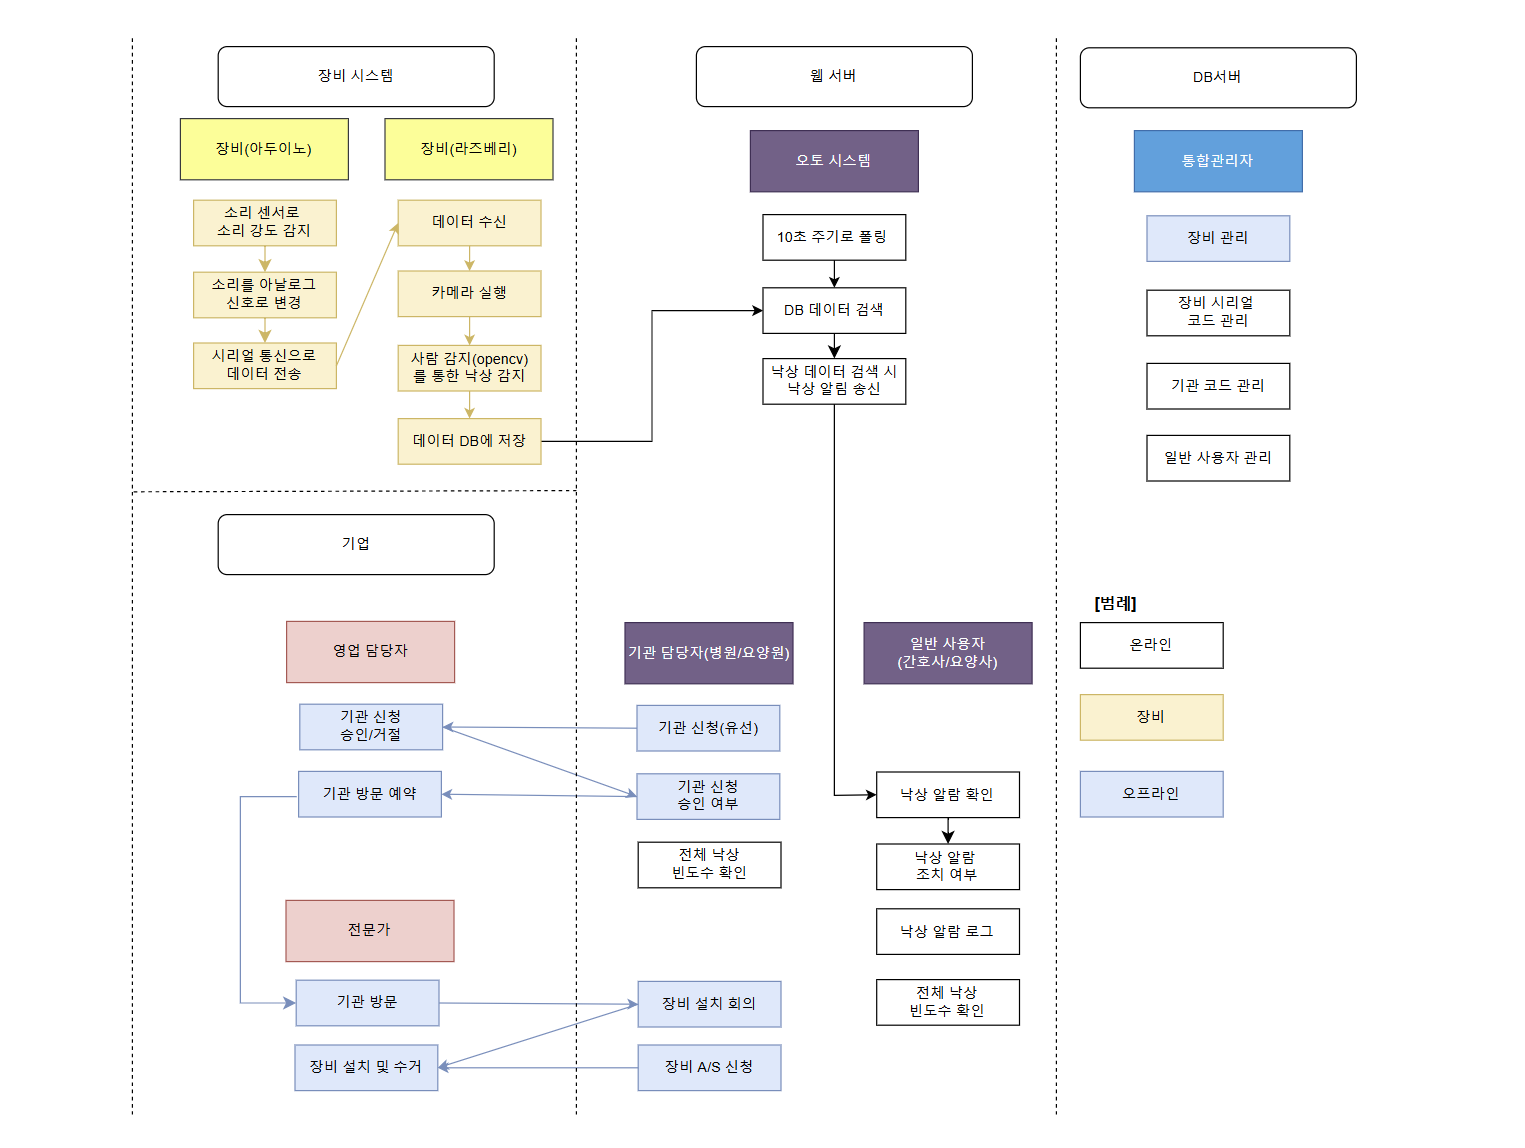 장비 시스템
장비(아두이노)
장비(라즈베리)
소리 센서로
소리 강도 감지
소리를 아날로그
신호로 변경
시리얼 통신으로
데이터 전송
데이터 수신
카메라 실행
사람 감지(opencv)
를 통한 낙상 감지
데이터 DB에 저장
웹 서버
오토 시스템
10초 주기로 폴링
DB 데이터 검색
낙상 데이터 검색 시
낙상 알림 송신
DB서버
통합관리자
장비 관리
장비 시리얼
코드 관리
기관 코드 관리
일반 사용자 관리
기업
영업 담당자
기관 신청
승인/거절
기관 방문 예약
전문가
기관 방문
장비 설치 및 수거
기관 담당자(병원/요양원)
기관 신청(유선)
기관 신청
승인 여부
전체 낙상
빈도수 확인
장비 설치 회의
장비 A/S 신청
일반 사용자
(간호사/요양사)
낙상 알람 확인
낙상 알람
조치 여부
낙상 알람 로그
전체 낙상
빈도수 확인
[범례]
온라인
장비
오프라인